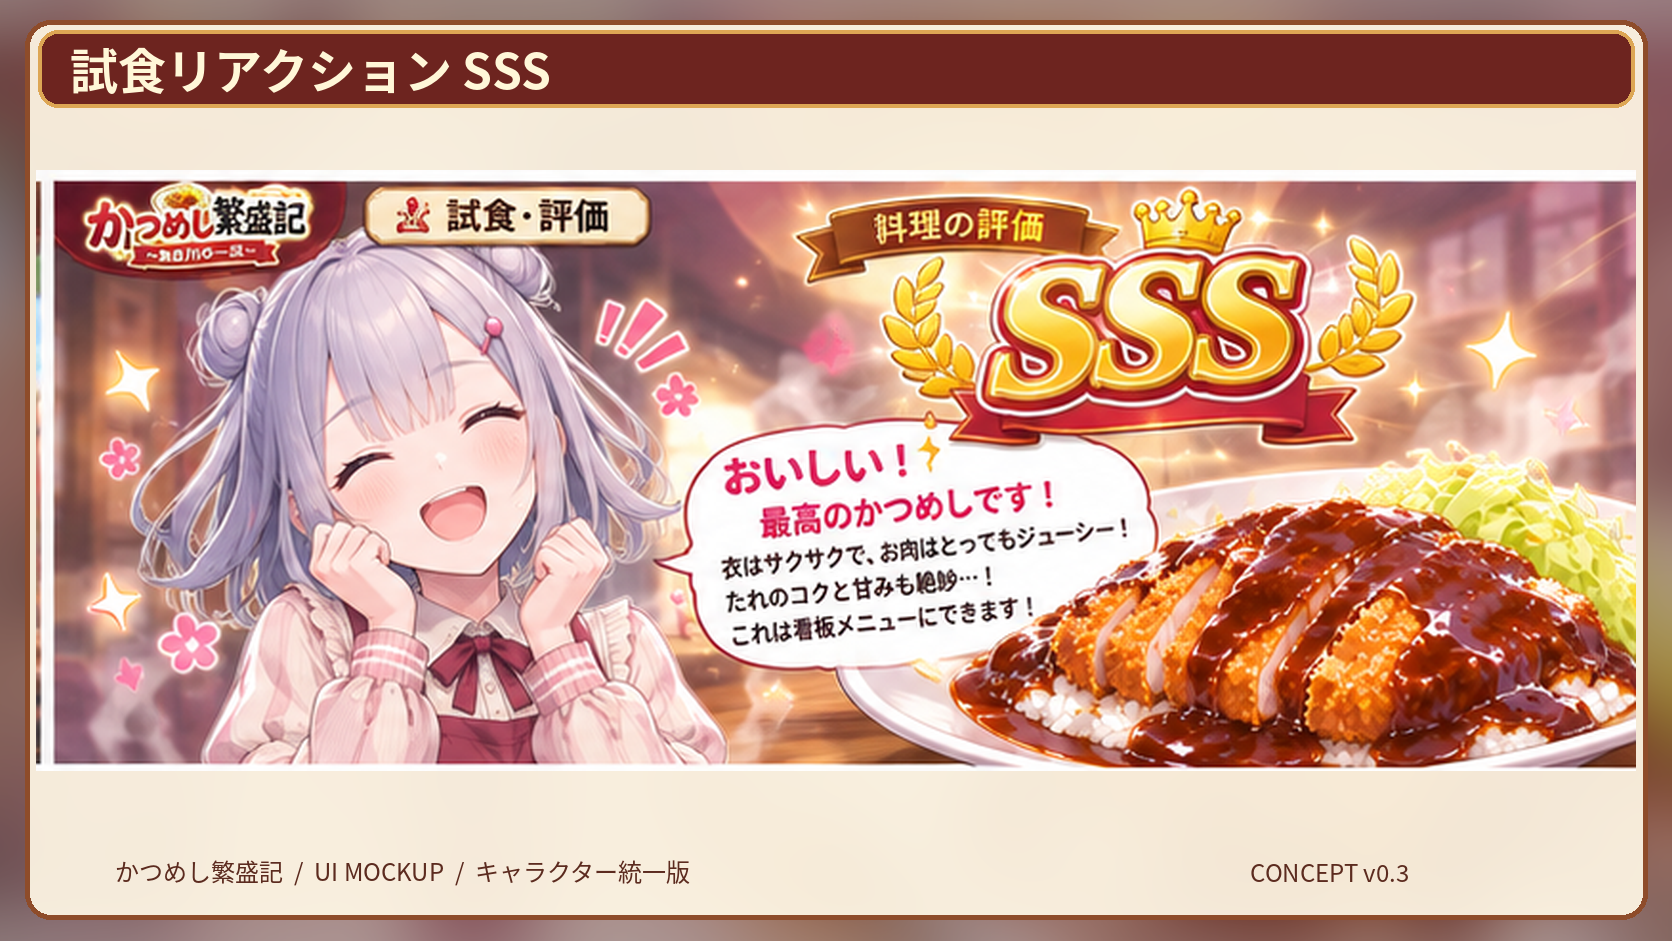 試食リアクション SSS
かつめし繁盛記
試食・評価
料理の評価
SSS
おいしい！
最高のかつめしです！
衣はサクサクで、お肉はとってもジューシー！
たれのコクと甘みも絶妙…！
これは看板メニューにできます！
かつめし繁盛記 / UI MOCKUP / キャラクター統一版
CONCEPT v0.3